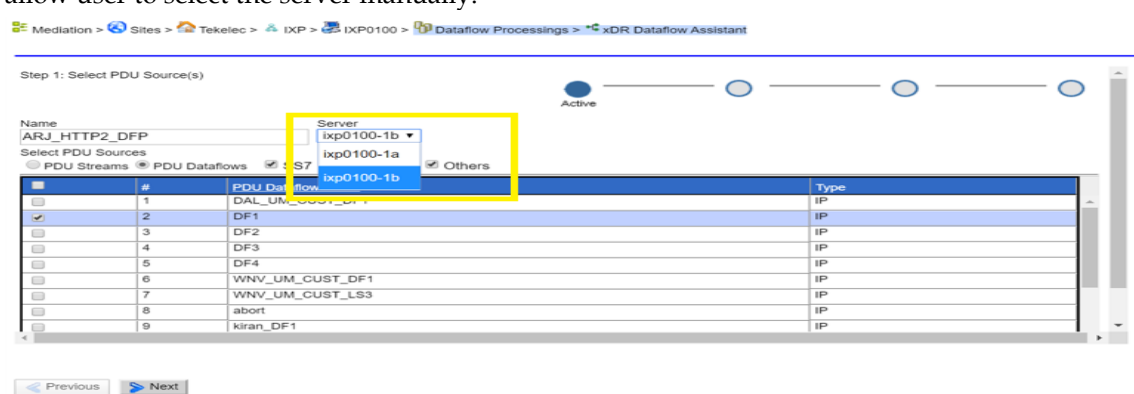 allow user to select the server manually.
Mediation > Sites > Tekelec > IXP > IXP0100 > Dataflow Processings > xDR Dataflow Assistant
Step 1: Select PDU Source(s)
Active
Name Server
ARJ_HTTP2_DFP ixp0100-1b
Select PDU Sources ixp0100-1a
PDU Streams PDU Dataflows Others
ixp0100-1b
# Type
1 IP
2 DF1 IP
3 DF2 IP
4 DF3 IP
5 DF4 IP
6 WNV_UM_CUST_DF1 IP
7 WNV_UM_CUST_LS3 IP
8 abort IP
9 kiran_DF1 IP
Previous Next